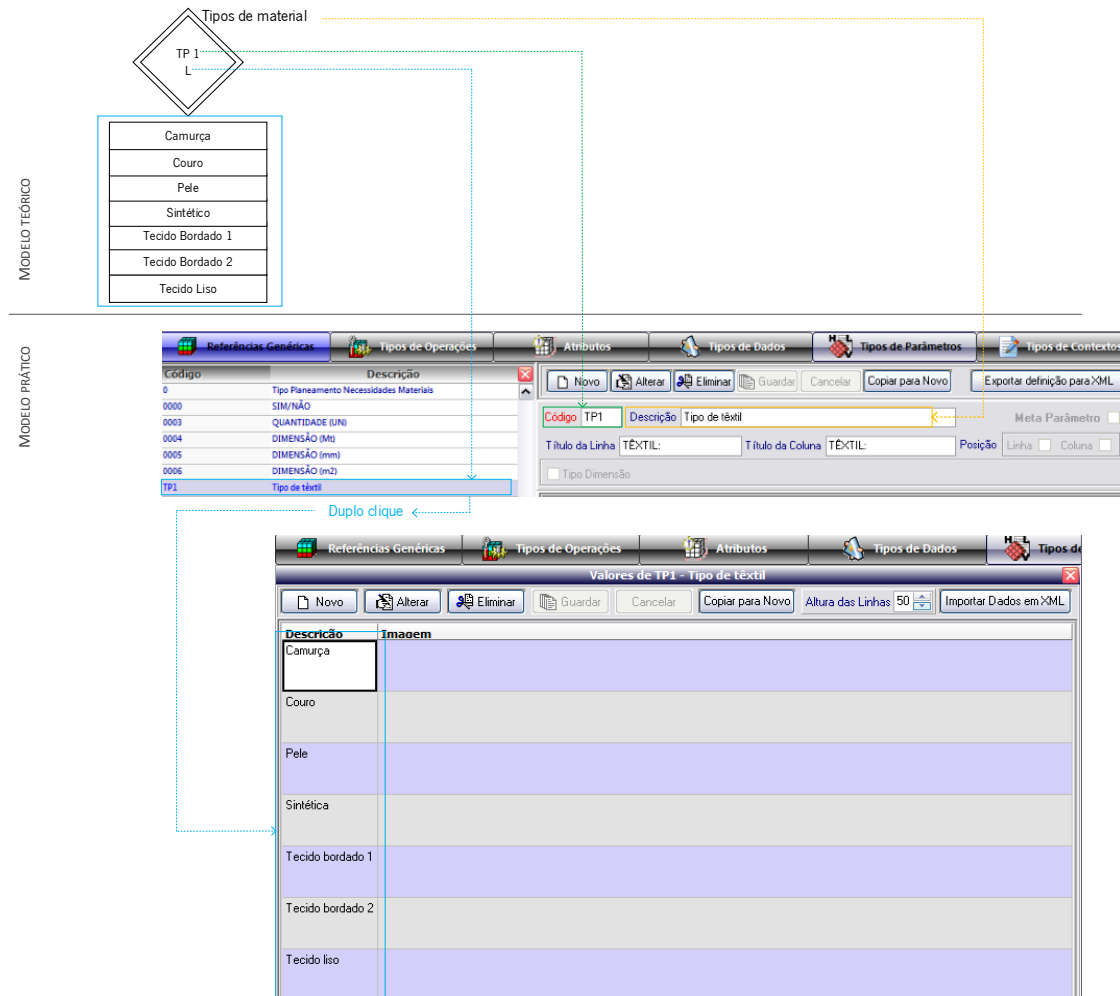 Tipos de material
TP 1
L
Camurça
Couro
Pele
Sintético
Tecido Bordado 1
Tecido Bordado 2
Tecido Liso
MODELO TEÓRICO
MODELO PRÁTICO
Referências Genéricas Tipos de Operações Atributos Tipos de Dados Tipos de Parâmetros Tipos de Contextos
Código Descrição
0 Tipo Planeamento Necessidades Materiais
0000 SIM/NÃO
0003 QUANTIDADE (UN)
0004 DIMENSÃO (Mt)
0005 DIMENSÃO (mm)
0006 DIMENSÃO (m2)
TP1 Tipo de têxtil
Novo Alterar Eliminar Guardar Cancelar Copiar para Novo Exportar definição para XML
Código TP1 Descrição Tipo de têxtil Meta Parâmetro
Título da Linha TÊXTIL: Título da Coluna TÊXTIL: Posição Linha Coluna
Tipo Dimensão
Duplo clique
Referências Genéricas Tipos de Operações Atributos Tipos de Dados Tipos de
Valores de TP1 - Tipo de têxtil
Novo Alterar Eliminar Guardar Cancelar Copiar para Novo Altura das Linhas 50 Importar Dados em XML
Descrição Imagem
Camurça
Couro
Pele
Sintética
Tecido bordado 1
Tecido bordado 2
Tecido liso